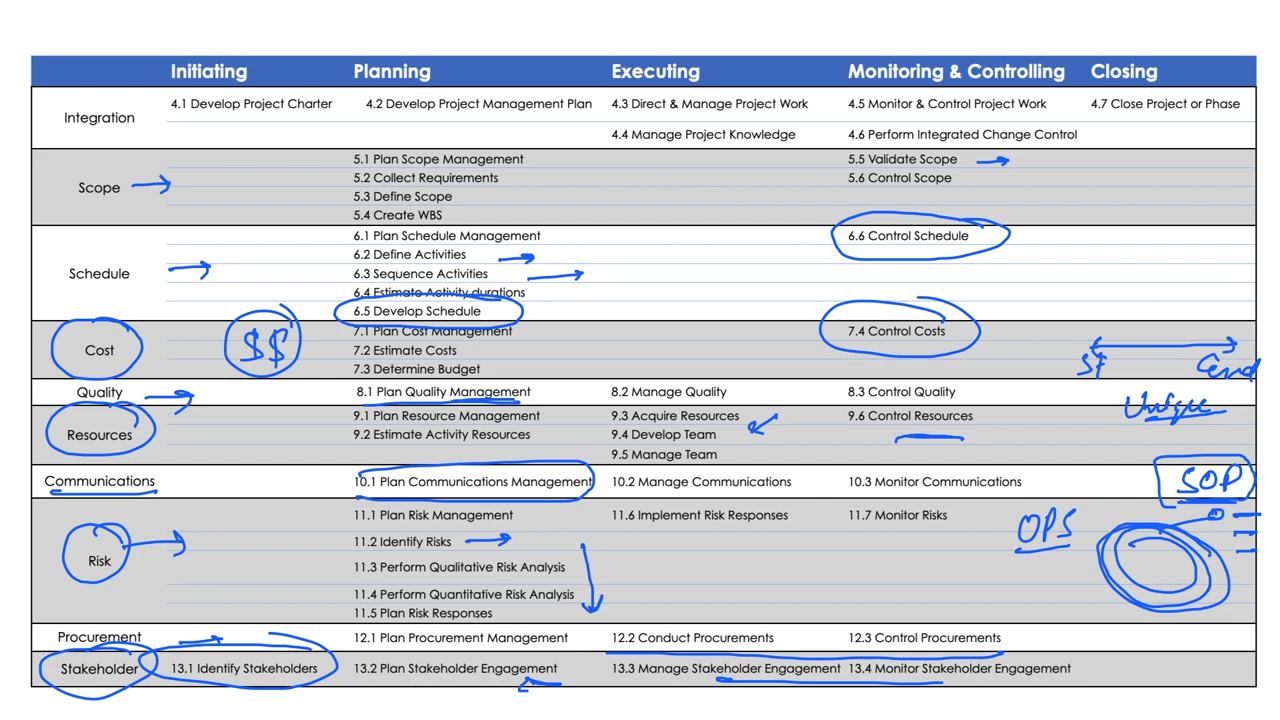 Initiating Planning Executing Monitoring & Controlling Closing
Integration 4.1 Develop Project Charter 4.2 Develop Project Management Plan 4.3 Direct & Manage Project Work 4.5 Monitor & Control Project Work 4.7 Close Project or Phase
4.4 Manage Project Knowledge 4.6 Perform Integrated Change Control
Scope 5.1 Plan Scope Management 5.5 Validate Scope
5.2 Collect Requirements 5.6 Control Scope
5.3 Define Scope
5.4 Create WBS
Schedule 6.1 Plan Schedule Management 6.6 Control Schedule
6.2 Define Activities
6.3 Sequence Activities
6.4 Estimate Activity durations
6.5 Develop Schedule
Cost $$ 7.1 Plan Cost Management 7.4 Control Costs
7.2 Estimate Costs
7.3 Determine Budget
Quality 8.1 Plan Quality Management 8.2 Manage Quality 8.3 Control Quality
Unique
Resources 9.1 Plan Resource Management 9.3 Acquire Resources 9.6 Control Resources
9.2 Estimate Activity Resources 9.4 Develop Team
9.5 Manage Team
Communications 10.1 Plan Communications Management 10.2 Manage Communications 10.3 Monitor Communications SOP
Risk 11.1 Plan Risk Management 11.6 Implement Risk Responses 11.7 Monitor Risks OPS
11.2 Identify Risks
11.3 Perform Qualitative Risk Analysis
11.4 Perform Quantitative Risk Analysis
11.5 Plan Risk Responses
Procurement 12.1 Plan Procurement Management 12.2 Conduct Procurements 12.3 Control Procurements
Stakeholder 13.1 Identify Stakeholders 13.2 Plan Stakeholder Engagement 13.3 Manage Stakeholder Engagement 13.4 Monitor Stakeholder Engagement